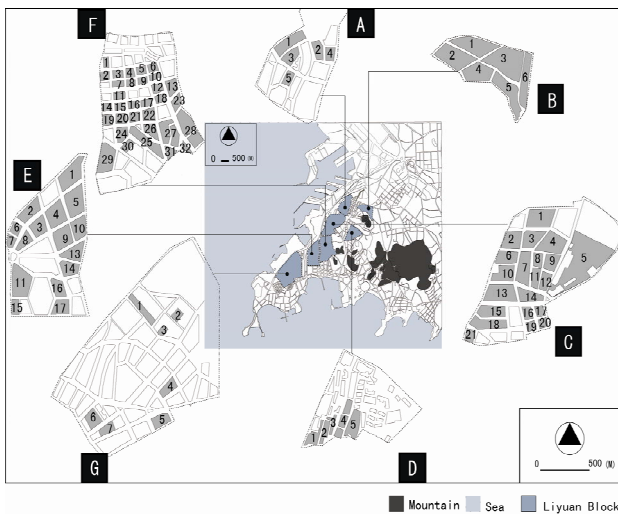 F
A
B
E
C
G
D
1
2 3 4 5 6
7 8 9 10
11 12 13
14 15 16 17 18 23
19 20 21 22
24 26 27 28
30 25
29 31 32
1
3 2 4
5
1
2 3
4 6
5
1
2 5
6 3 4
7 8 9 10
13
14
11 16
15 17
1
2 3 4
5
6 7 8 9
10 11 12
13 14
15 16 17
18 19 20
21
1 2
3
4
6 5
7
1 2 3 4 5
0 500 (M)
0 500 (M)
Mountain Sea Liyuan Block